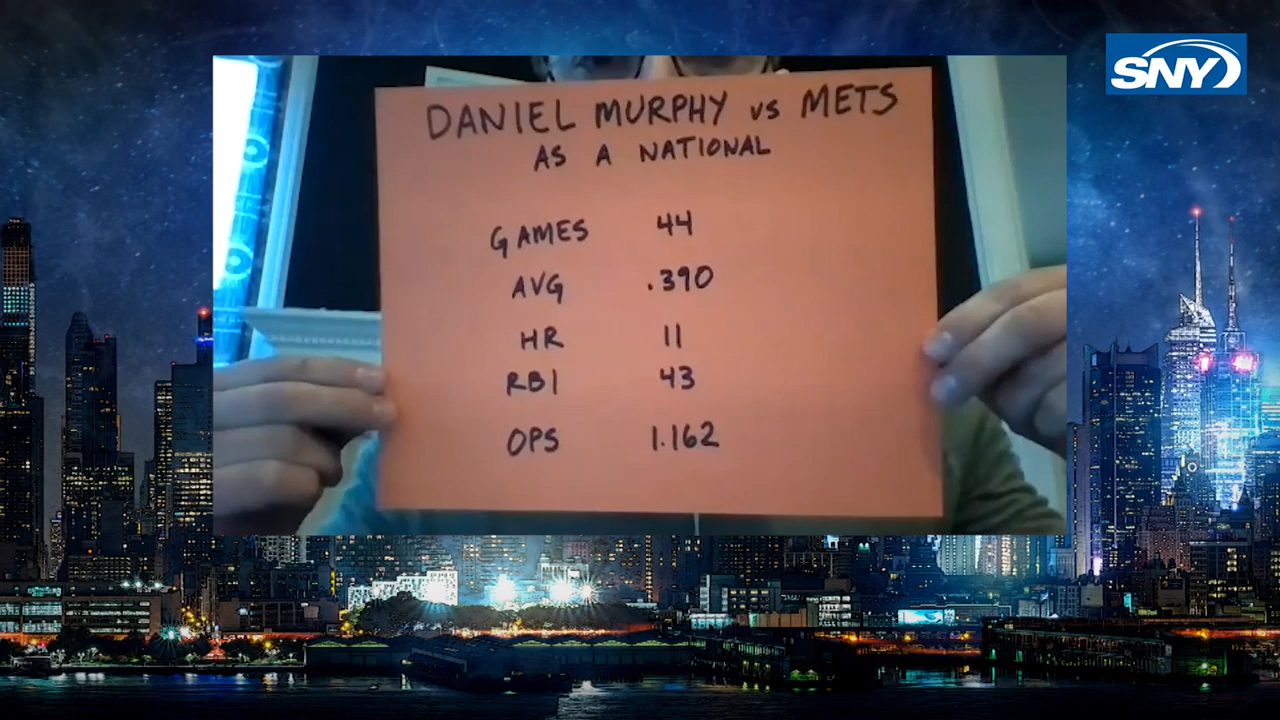 SNY
DANIEL MURPHY vs METS
AS A NATIONAL
GAMES 44
AVG .390
HR 11
RBI 43
OPS 1.162